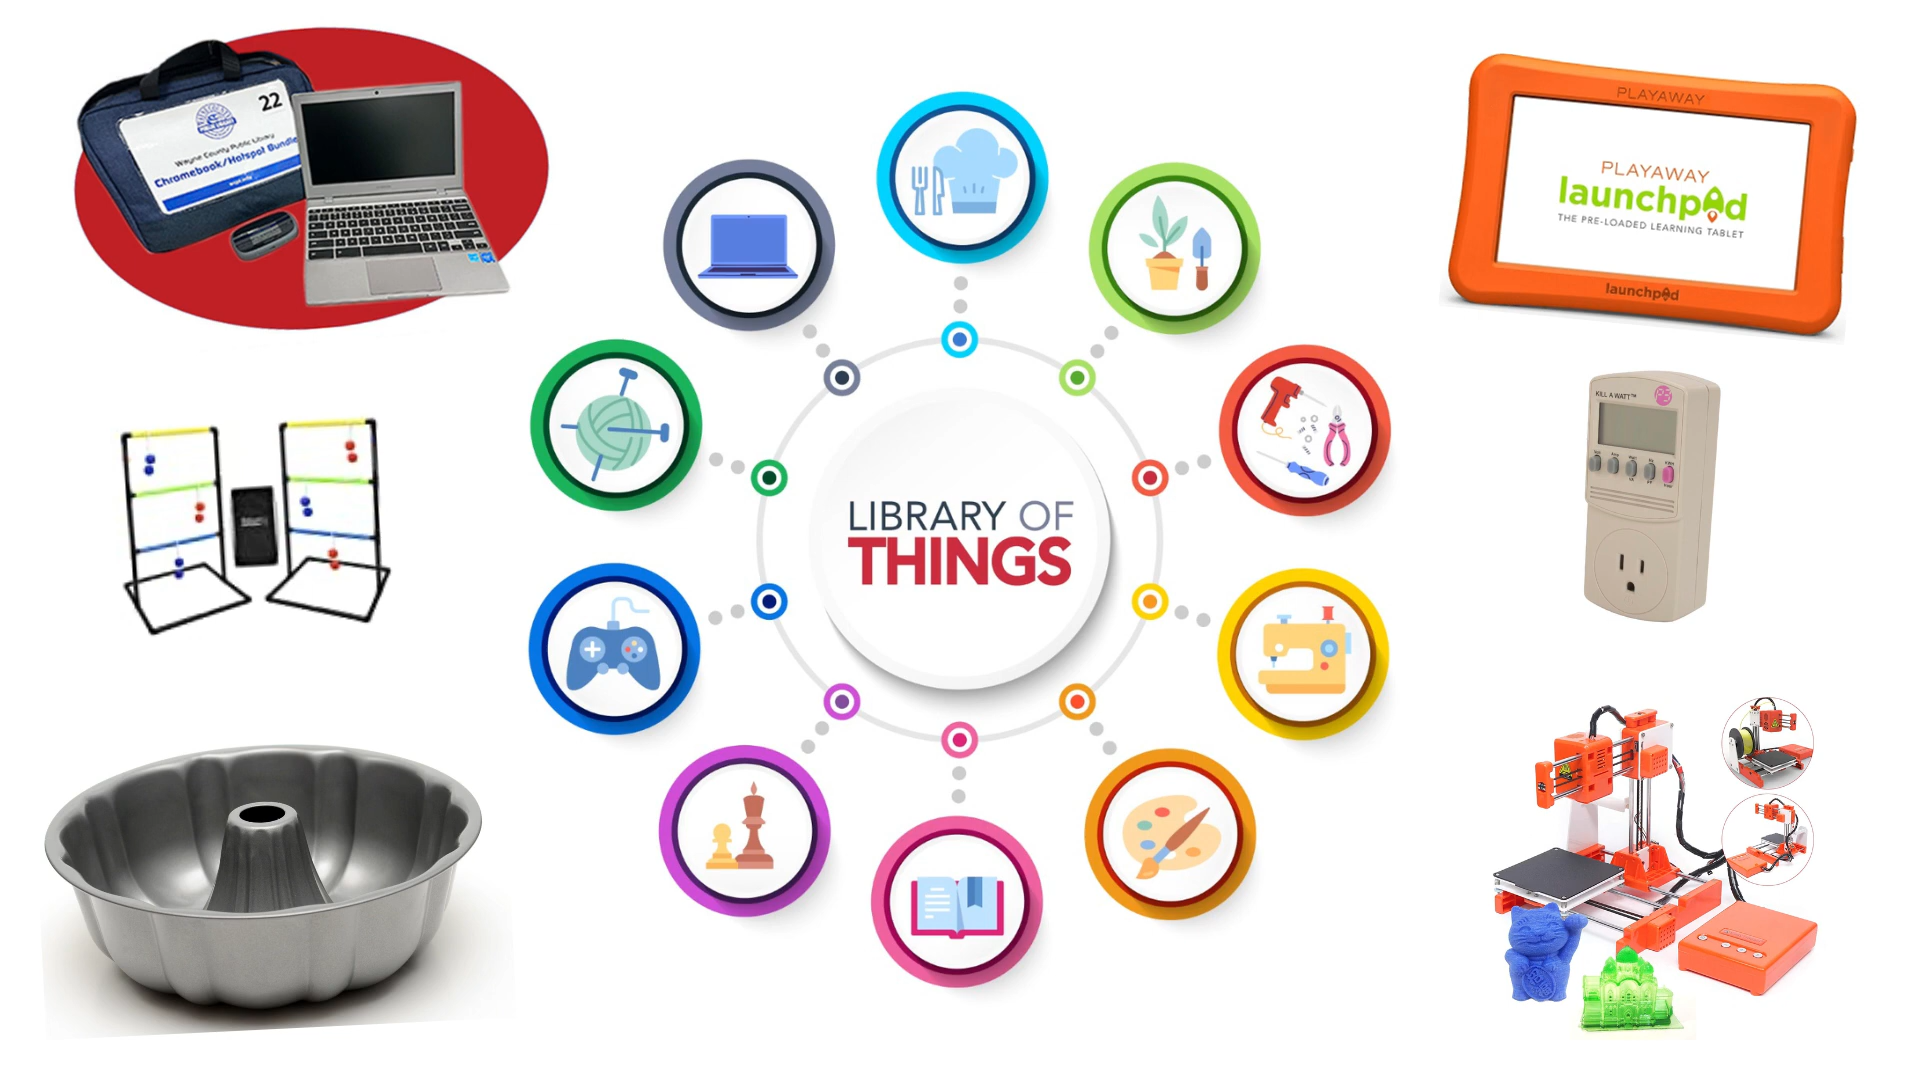 22
Wayne County Public Library
Chromebook/Hotspot Bundle
LIBRARY OF
THINGS
PLAYAWAY
PLAYAWAY
launchpad
THE PRE-LOADED LEARNING TABLET
launchpad
KILL A WATT™